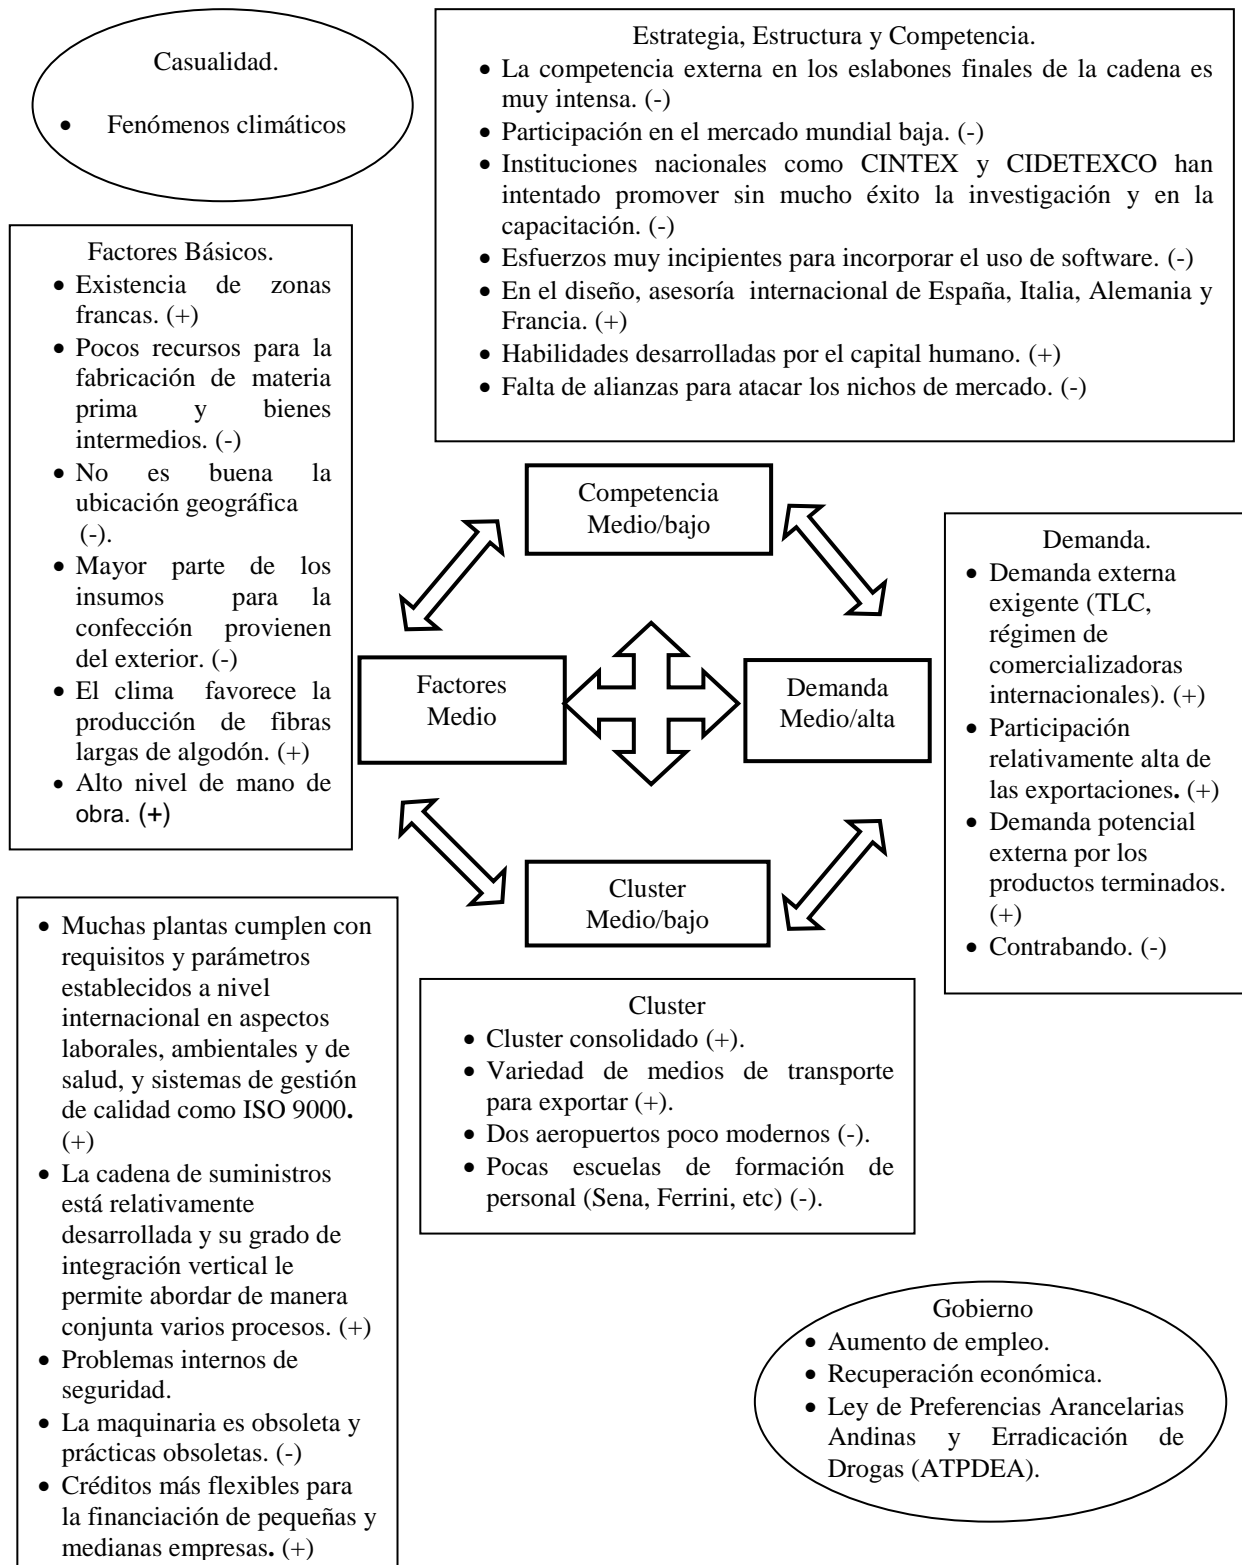 Casualidad.
• Fenómenos climáticos
Estrategia, Estructura y Competencia.
• La competencia externa en los eslabones finales de la cadena es
muy intensa. (-)
• Participación en el mercado mundial baja. (-)
• Instituciones nacionales como CINTEX y CIDETEXCO han
intentado promover sin mucho éxito la investigación y en la
capacitación. (-)
• Esfuerzos muy incipientes para incorporar el uso de software. (-)
• En el diseño, asesoría internacional de España, Italia, Alemania y
Francia. (+)
• Habilidades desarrolladas por el capital humano. (+)
• Falta de alianzas para atacar los nichos de mercado. (-)
Factores Básicos.
• Existencia de zonas
francas. (+)
• Pocos recursos para la
fabricación de materia
prima y bienes
intermedios. (-)
• No es buena la
ubicación geográfica
(-).
• Mayor parte de los
insumos para la
confección provienen
del exterior. (-)
• El clima favorece la
producción de fibras
largas de algodón. (+)
• Alto nivel de mano de
obra. (+)
Competencia
Medio/bajo
Factores
Medio
Demanda
Medio/alta
Cluster
Medio/bajo
Demanda.
• Demanda externa
exigente (TLC,
régimen de
comercializadoras
internacionales). (+)
• Participación
relativamente alta de
las exportaciones. (+)
• Demanda potencial
externa por los
productos terminados.
(+)
• Contrabando. (-)
• Muchas plantas cumplen con
requisitos y parámetros
establecidos a nivel
internacional en aspectos
laborales, ambientales y de
salud, y sistemas de gestión
de calidad como ISO 9000.
(+)
• La cadena de suministros
está relativamente
desarrollada y su grado de
integración vertical le
permite abordar de manera
conjunta varios procesos. (+)
• Problemas internos de
seguridad.
• La maquinaria es obsoleta y
prácticas obsoletas. (-)
• Créditos más flexibles para
la financiación de pequeñas y
medianas empresas. (+)
Cluster
• Cluster consolidado (+).
• Variedad de medios de transporte
para exportar (+).
• Dos aeropuertos poco modernos (-).
• Pocas escuelas de formación de
personal (Sena, Ferrini, etc) (-).
Gobierno
• Aumento de empleo.
• Recuperación económica.
• Ley de Preferencias Arancelarias
Andinas y Erradicación de
Drogas (ATPDEA).